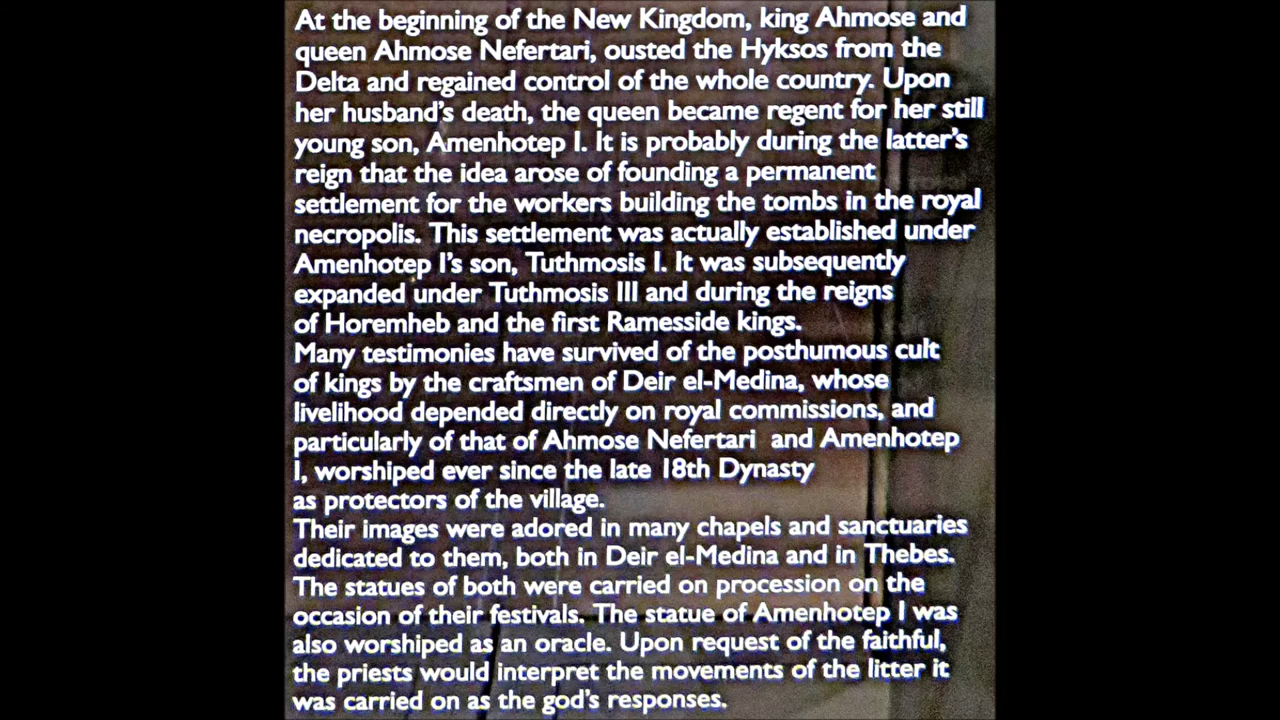 At the beginning of the New Kingdom, king Ahmose and
queen Ahmose Nefertari, ousted the Hyksos from the
Delta and regained control of the whole country. Upon
her husband's death, the queen became regent for her still
young son, Amenhotep I. It is probably during the latter's
reign that the idea arose of founding a permanent
settlement for the workers building the tombs in the royal
necropolis. This settlement was actually established under
Amenhotep I's son, Tuthmosis I. It was subsequently
expanded under Tuthmosis III and during the reigns
of Horemheb and the first Ramesside kings.
Many testimonies have survived of the posthumous cult
of kings by the craftsmen of Deir el-Medina, whose
livelihood depended directly on royal commissions, and
particularly of that of Ahmose Nefertari  and Amenhotep
I, worshiped ever since the late 18th Dynasty
as protectors of the village.
Their images were adored in many chapels and sanctuaries
dedicated to them, both in Deir el-Medina and in Thebes.
The statues of both were carried on procession on the
occasion of their festivals. The statue of Amenhotep I was
also worshiped as an oracle. Upon request of the faithful,
the priests would interpret the movements of the litter it
was carried on as the god's responses.